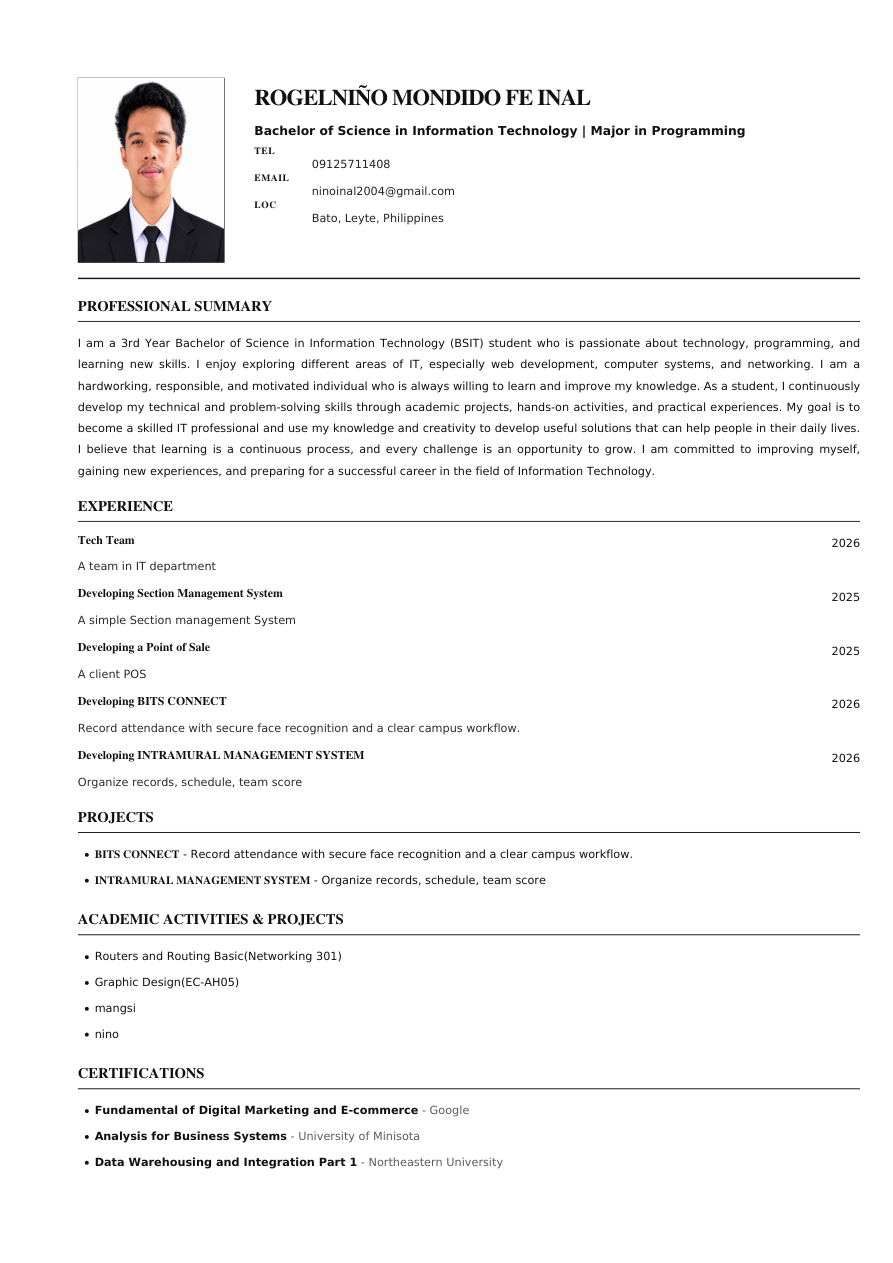 ROGELNIÑO MONDIDO FE INAL
Bachelor of Science in Information Technology | Major in Programming
TEL
09125711408
EMAIL
ninoinal2004@gmail.com
LOC
Bato, Leyte, Philippines
PROFESSIONAL SUMMARY
I am a 3rd Year Bachelor of Science in Information Technology (BSIT) student who is passionate about technology, programming, and
learning new skills. I enjoy exploring different areas of IT, especially web development, computer systems, and networking. I am a
hardworking, responsible, and motivated individual who is always willing to learn and improve my knowledge. As a student, I continuously
develop my technical and problem-solving skills through academic projects, hands-on activities, and practical experiences. My goal is to
become a skilled IT professional and use my knowledge and creativity to develop useful solutions that can help people in their daily lives.
I believe that learning is a continuous process, and every challenge is an opportunity to grow. I am committed to improving myself,
gaining new experiences, and preparing for a successful career in the field of Information Technology.
EXPERIENCE
Tech Team 2026
A team in IT department
Developing Section Management System 2025
A simple Section management System
Developing a Point of Sale 2025
A client POS
Developing BITS CONNECT 2026
Record attendance with secure face recognition and a clear campus workflow.
Developing INTRAMURAL MANAGEMENT SYSTEM 2026
Organize records, schedule, team score
PROJECTS
• BITS CONNECT - Record attendance with secure face recognition and a clear campus workflow.
• INTRAMURAL MANAGEMENT SYSTEM - Organize records, schedule, team score
ACADEMIC ACTIVITIES & PROJECTS
• Routers and Routing Basic(Networking 301)
• Graphic Design(EC-AH05)
• mangsi
• nino
CERTIFICATIONS
• Fundamental of Digital Marketing and E-commerce - Google
• Analysis for Business Systems - University of Minisota
• Data Warehousing and Integration Part 1 - Northeastern University